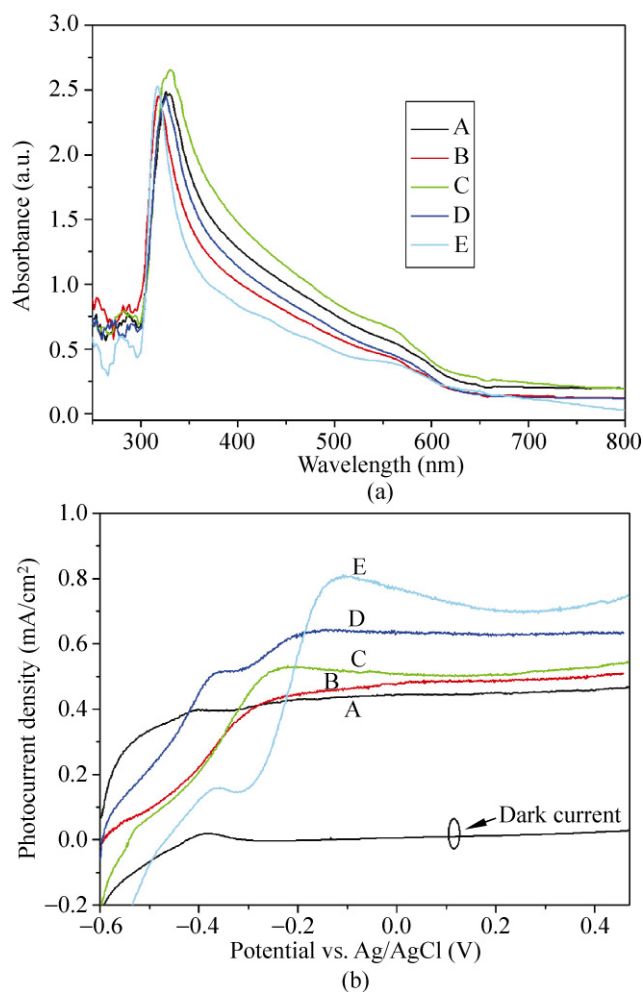 3.0
2.5
2.0
1.5
1.0
0.5
0.0
Absorbance (a.u.)
A
B
C
D
E
300 400 500 600 700 800
Wavelength (nm)
(a)
1.0
0.8
0.6
0.4
0.2
0.0
−0.2
Photocurrent density (mA/cm²)
E
D
C
B
A
Dark current
−0.6 −0.4 −0.2 0.0 0.2 0.4
Potential vs. Ag/AgCl (V)
(b)